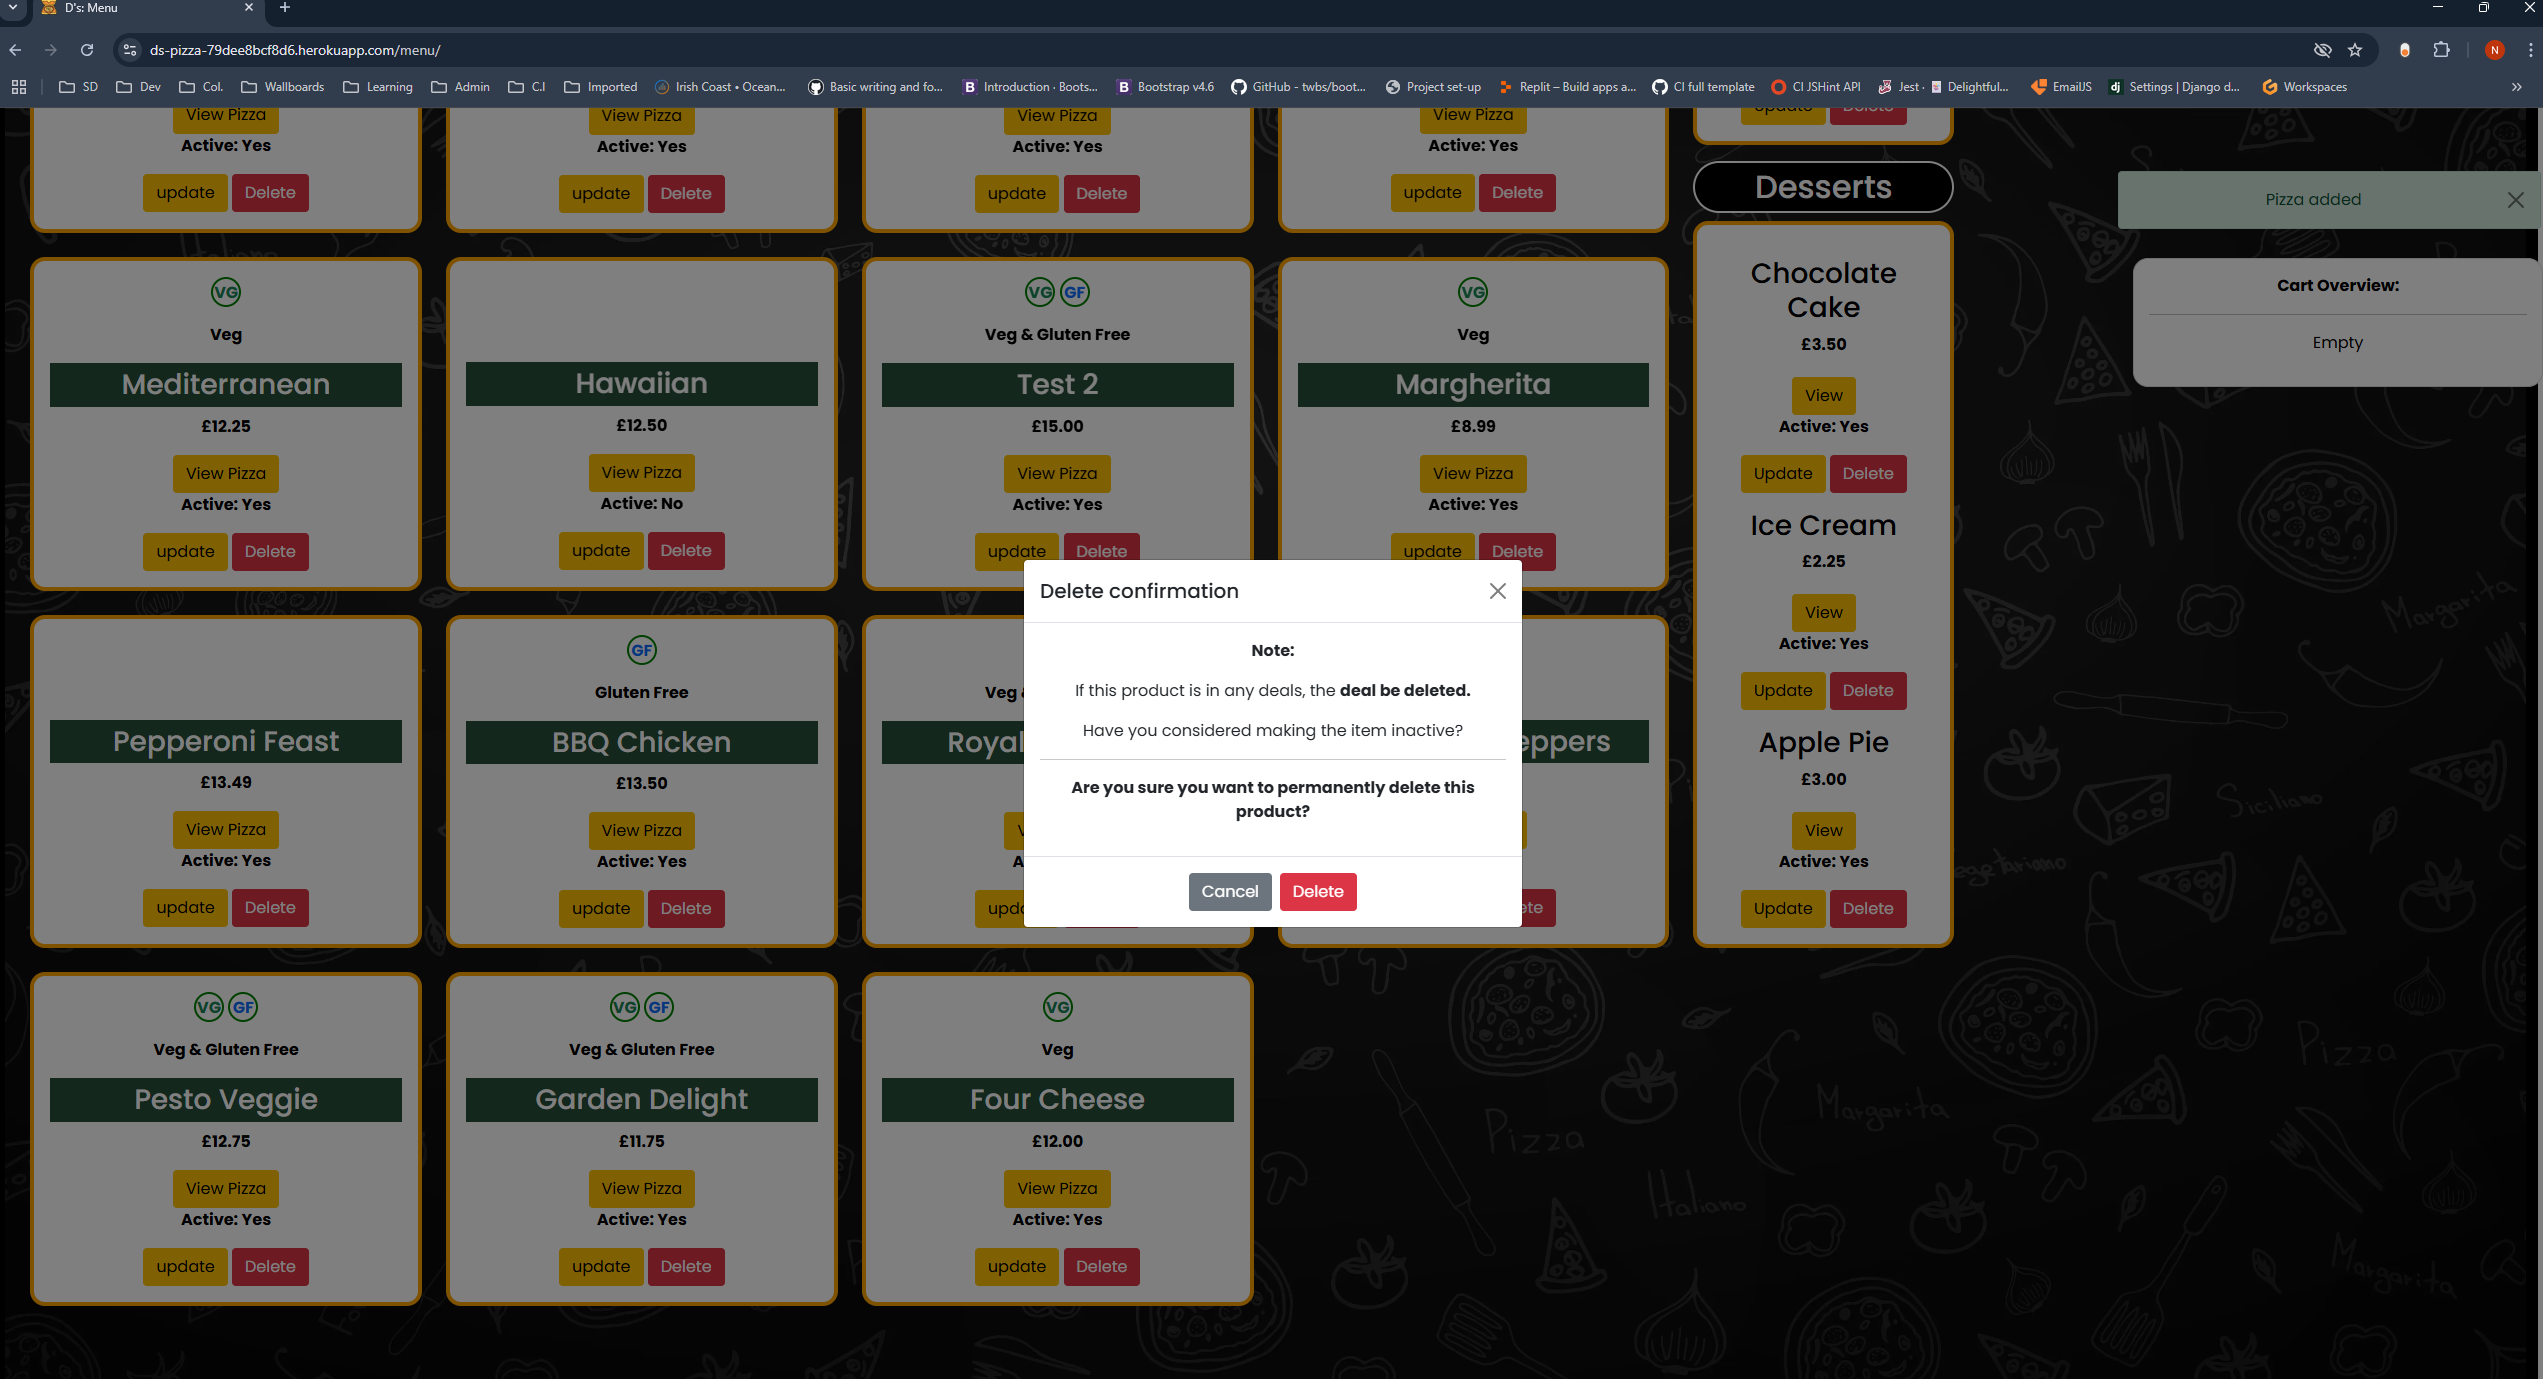 D's: Menu
ds-pizza-79dee8bcf8d6.herokuapp.com/menu/
N
SD Dev Col. Wallboards Learning Admin C.I Imported Irish Coast • Ocean... Basic writing and fo... Introduction · Boots... Bootstrap v4.6 GitHub - twbs/boot... Project set-up Replit – Build apps a... CI full template CI JSHint API Jest · Delightful... EmailJS dj Settings | Django d... Workspaces
View Pizza View Pizza View Pizza View Pizza
Active: Yes Active: Yes Active: Yes Active: Yes
update Delete update Delete update Delete update Delete
update Delete
Desserts
Pizza added
Cart Overview:
Empty
VG
Veg
Mediterranean
£12.25
View Pizza
Active: Yes
update Delete
Hawaiian
£12.50
View Pizza
Active: No
update Delete
VG GF
Veg & Gluten Free
Test 2
£15.00
View Pizza
Active: Yes
update Delete
VG
Veg
Margherita
£8.99
View Pizza
Active: Yes
update Delete
Chocolate
Cake
£3.50
View
Active: Yes
Update Delete
Ice Cream
£2.25
View
Active: Yes
Update Delete
Apple Pie
£3.00
View
Active: Yes
Update Delete
Delete confirmation
Note:
If this product is in any deals, the deal be deleted.
Have you considered making the item inactive?
Are you sure you want to permanently delete this
product?
Cancel Delete
Pepperoni Feast
£13.49
View Pizza
Active: Yes
update Delete
GF
Gluten Free
BBQ Chicken
£13.50
View Pizza
Active: Yes
update Delete
Veg
Royal
VG GF
Veg & Gluten Free
Pesto Veggie
£12.75
View Pizza
Active: Yes
update Delete
VG GF
Veg & Gluten Free
Garden Delight
£11.75
View Pizza
Active: Yes
update Delete
VG
Veg
Four Cheese
£12.00
View Pizza
Active: Yes
update Delete
Margarita
Siciliano
Pizza
Margarita
Pizza
Italiano
Margarita